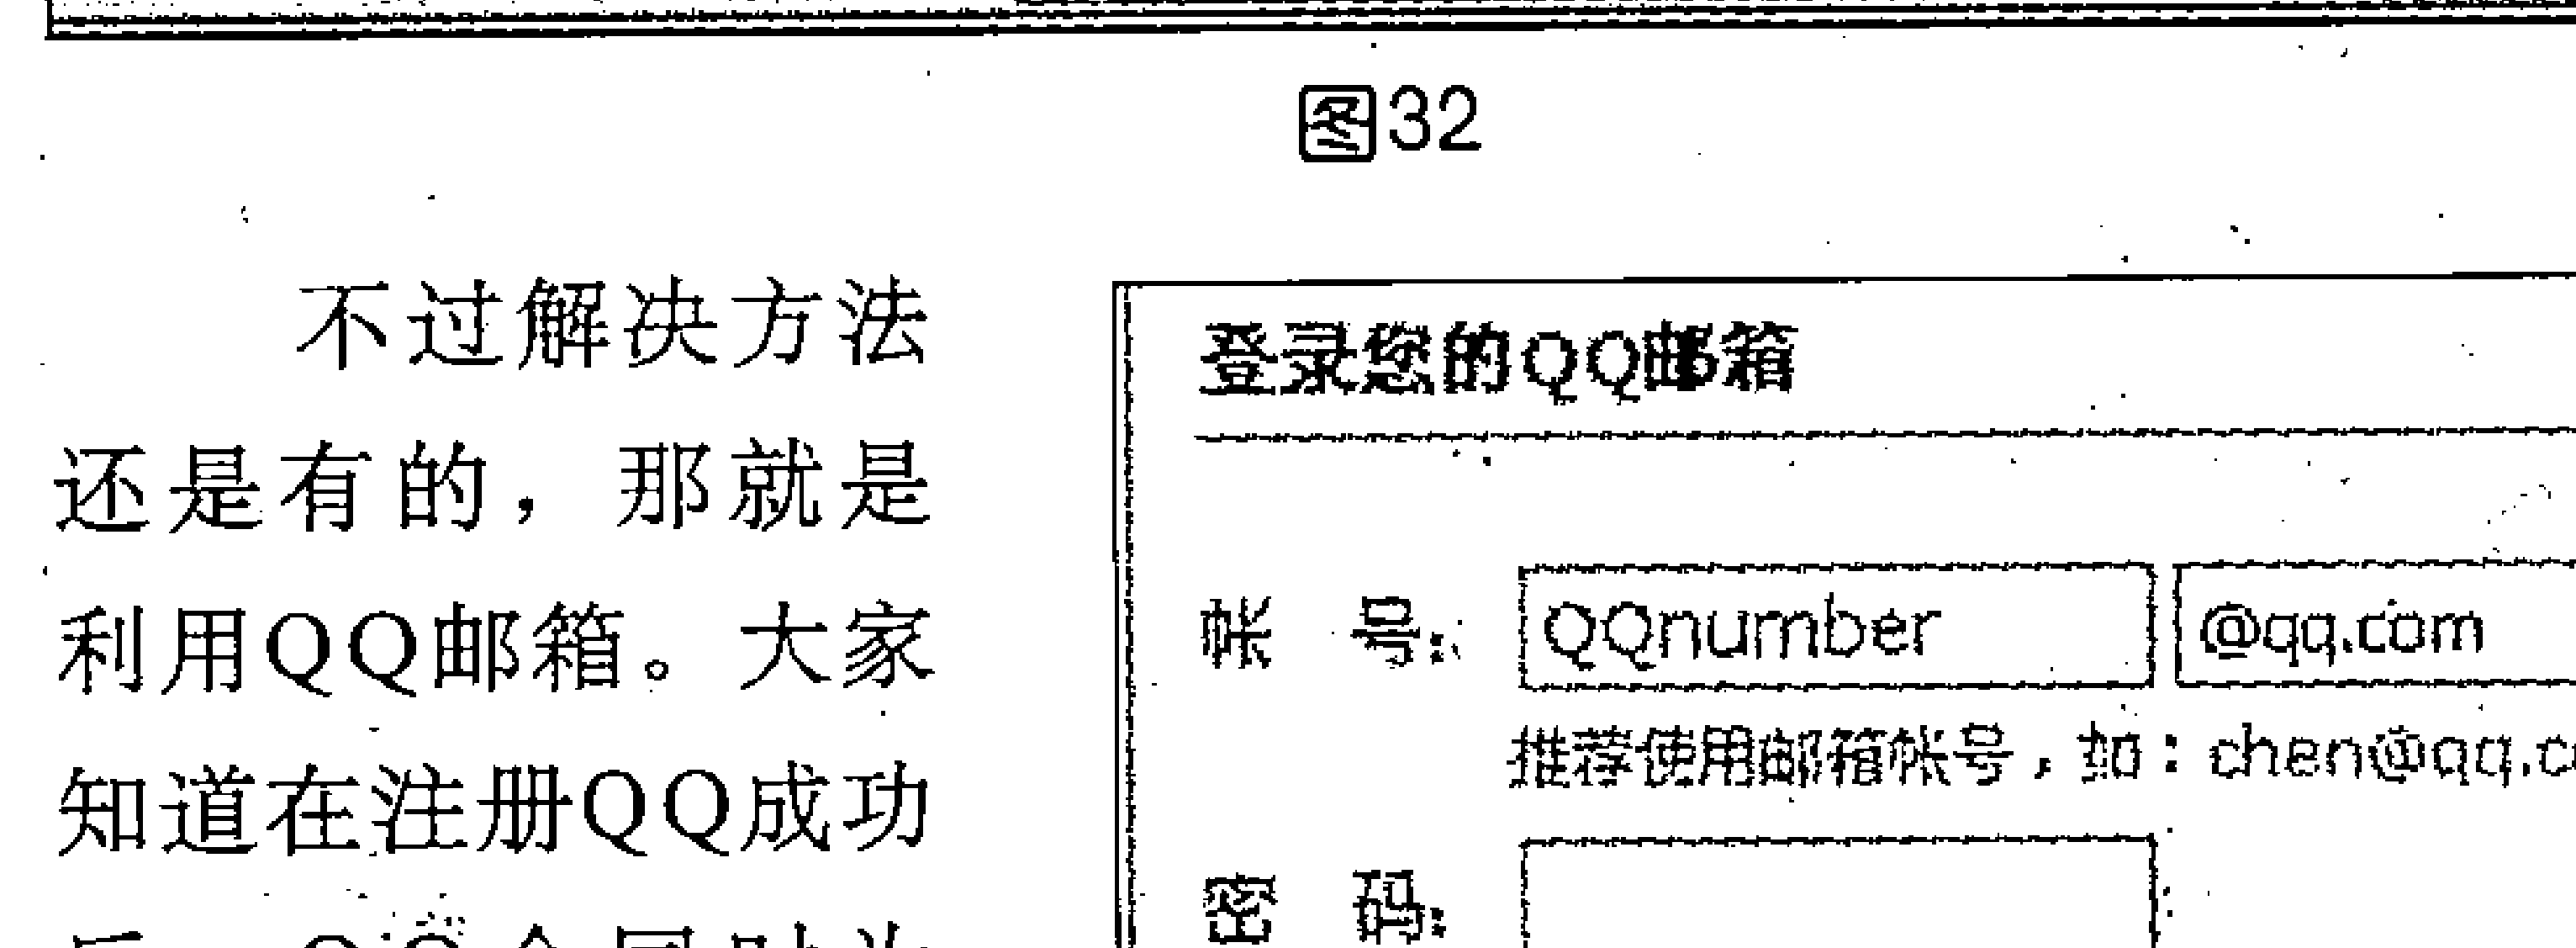 图32
不过解决方法
还是有的，那就是
利用QQ邮箱。大家
知道在注册QQ成功
登录您的QQ邮箱
帐 号: QQnumber @qq.com
推荐使用邮箱帐号，如：chen@qq.c
密 码: